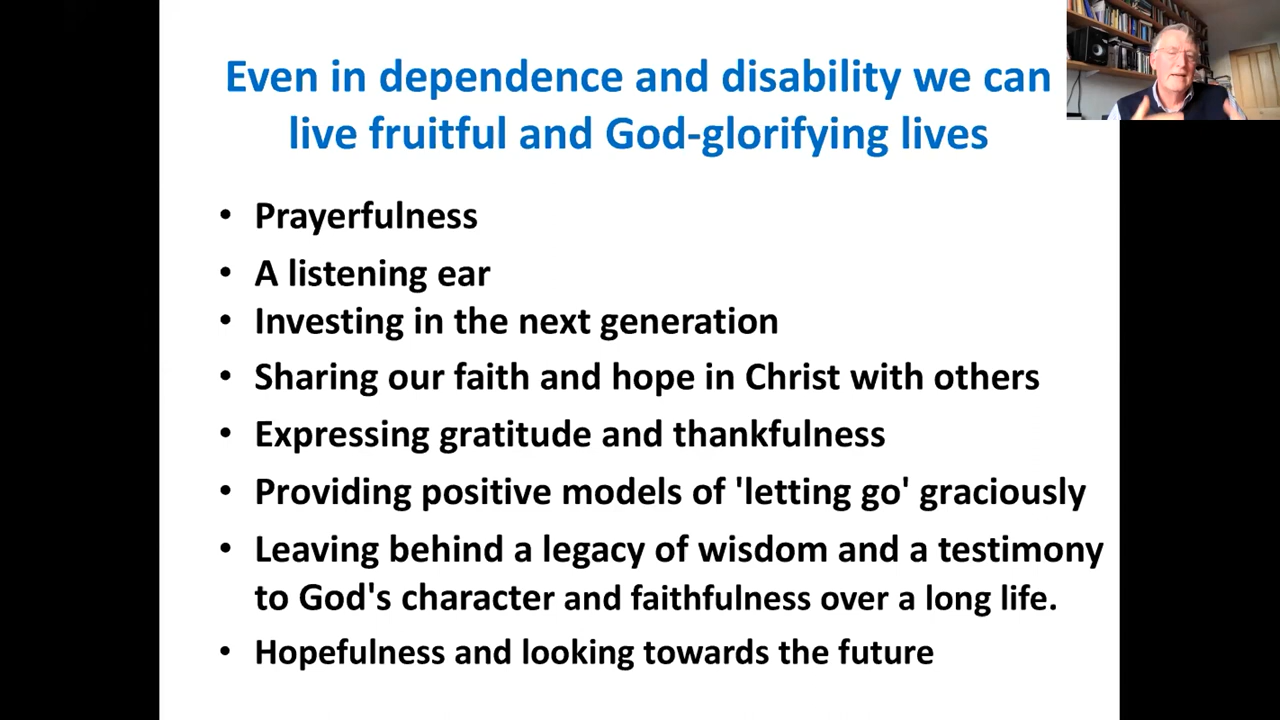 Even in dependence and disability we can
live fruitful and God-glorifying lives
• Prayerfulness
• A listening ear
• Investing in the next generation
• Sharing our faith and hope in Christ with others
• Expressing gratitude and thankfulness
• Providing positive models of 'letting go' graciously
• Leaving behind a legacy of wisdom and a testimony
to God's character and faithfulness over a long life.
• Hopefulness and looking towards the future